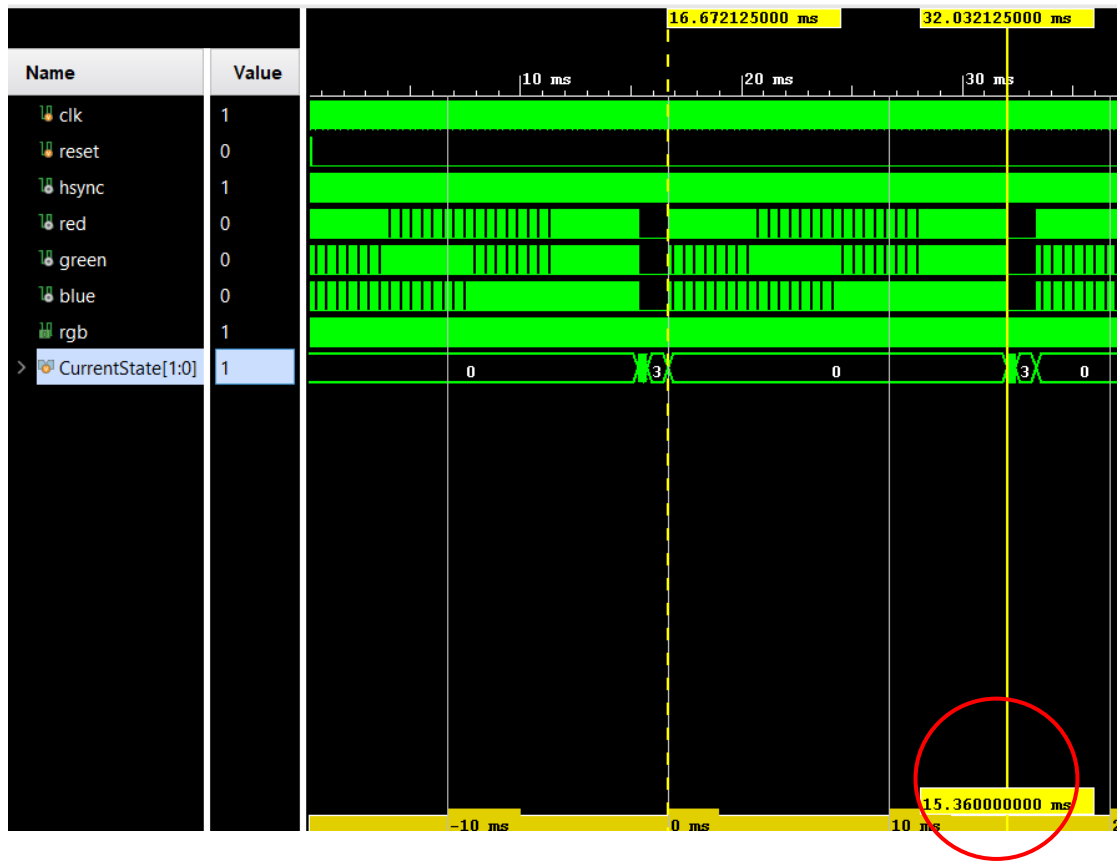 16.672125000 ms 32.032125000 ms
Name Value
10 ms 20 ms 30 ms
clk 1
reset 0
hsync 1
red 0
green 0
blue 0
rgb 1
CurrentState[1:0] 1 0 3 0 3 0
15.360000000 ms
-10 ms 0 ms 10 ms